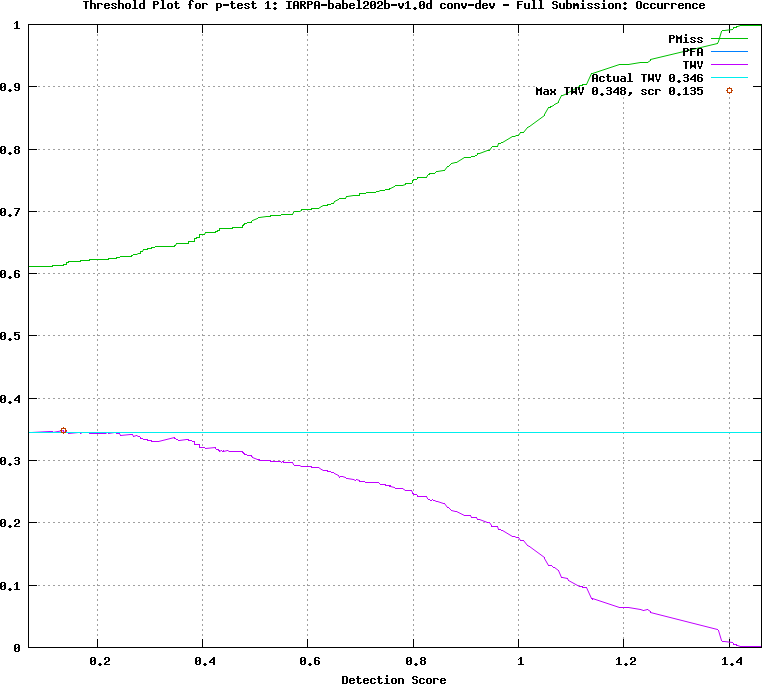 Threshold Plot for p-test 1: IARPA-babel202b-v1.0d conv-dev - Full Submission: Occurrence
1
PMiss
PFA
TWV
Actual TWV 0.346
Max TWV 0.348, scr 0.135
0.9
0.8
0.7
0.6
0.5
0.4
0.3
0.2
0.1
0
0.2 0.4 0.6 0.8 1 1.2 1.4
Detection Score